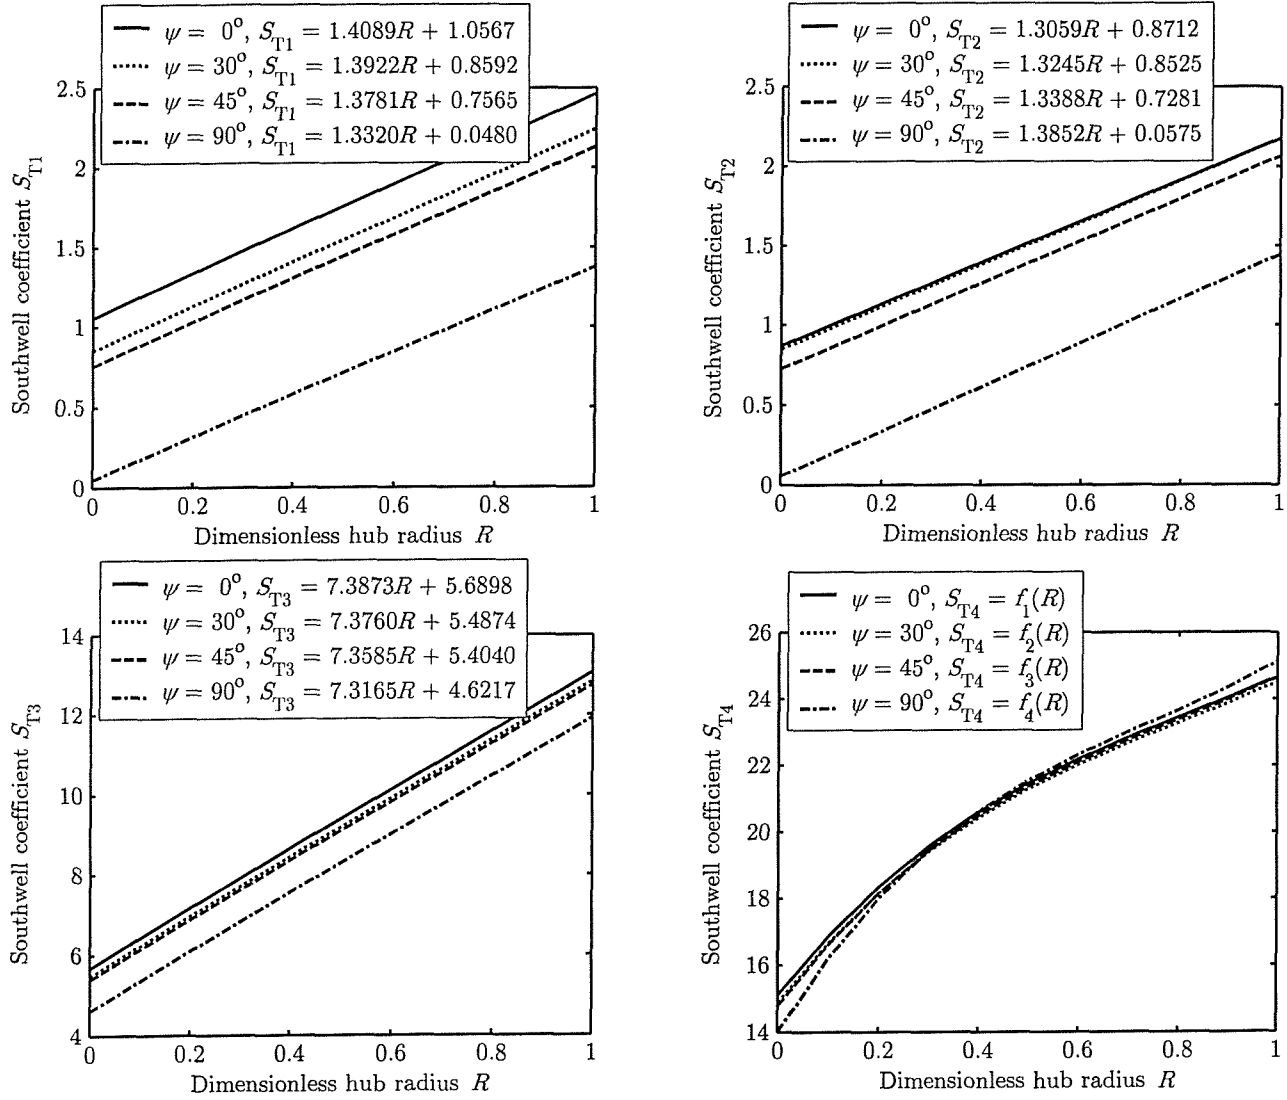 ψ = 0°, S_T1 = 1.4089R + 1.0567
ψ = 30°, S_T1 = 1.3922R + 0.8592
ψ = 45°, S_T1 = 1.3781R + 0.7565
ψ = 90°, S_T1 = 1.3320R + 0.0480
2.5
2
1.5
1
0.5
0
Southwell coefficient S_T1
0 0.2 0.4 0.6 0.8 1
Dimensionless hub radius R
ψ = 0°, S_T2 = 1.3059R + 0.8712
ψ = 30°, S_T2 = 1.3245R + 0.8525
ψ = 45°, S_T2 = 1.3388R + 0.7281
ψ = 90°, S_T2 = 1.3852R + 0.0575
2.5
2
1.5
1
0.5
0
Southwell coefficient S_T2
0 0.2 0.4 0.6 0.8 1
Dimensionless hub radius R
ψ = 0°, S_T3 = 7.3873R + 5.6898
ψ = 30°, S_T3 = 7.3760R + 5.4874
ψ = 45°, S_T3 = 7.3585R + 5.4040
ψ = 90°, S_T3 = 7.3165R + 4.6217
14
12
10
8
6
4
Southwell coefficient S_T3
0 0.2 0.4 0.6 0.8 1
Dimensionless hub radius R
ψ = 0°, S_T4 = f_1(R)
ψ = 30°, S_T4 = f_2(R)
ψ = 45°, S_T4 = f_3(R)
ψ = 90°, S_T4 = f_4(R)
26
24
22
20
18
16
14
Southwell coefficient S_T4
0 0.2 0.4 0.6 0.8 1
Dimensionless hub radius R